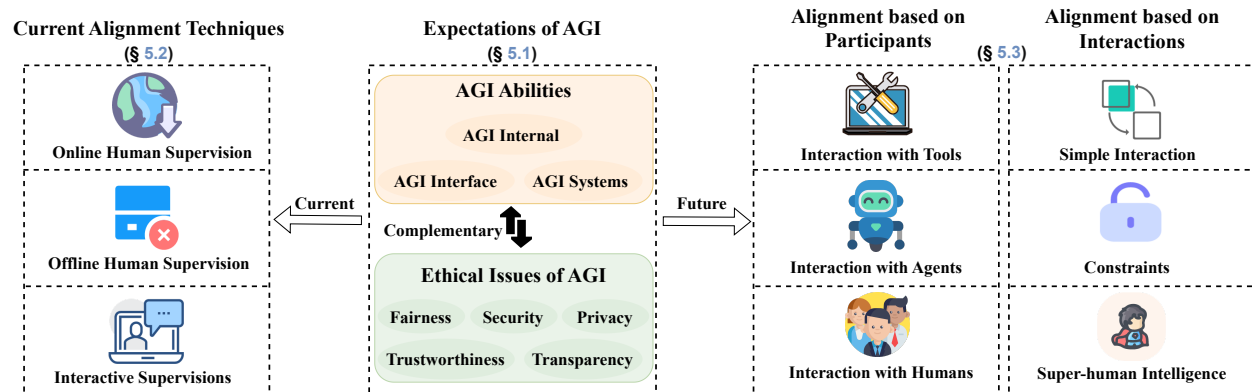 Current Alignment Techniques
(§ 5.2)
Online Human Supervision
Offline Human Supervision
Interactive Supervisions
Current
Expectations of AGI
(§ 5.1)
AGI Abilities
AGI Internal
AGI Interface
AGI Systems
Complementary
Ethical Issues of AGI
Fairness
Security
Privacy
Trustworthiness
Transparency
Future
Alignment based on
Participants
(§ 5.3)
Interaction with Tools
Interaction with Agents
Interaction with Humans
Alignment based on
Interactions
Simple Interaction
Constraints
Super-human Intelligence